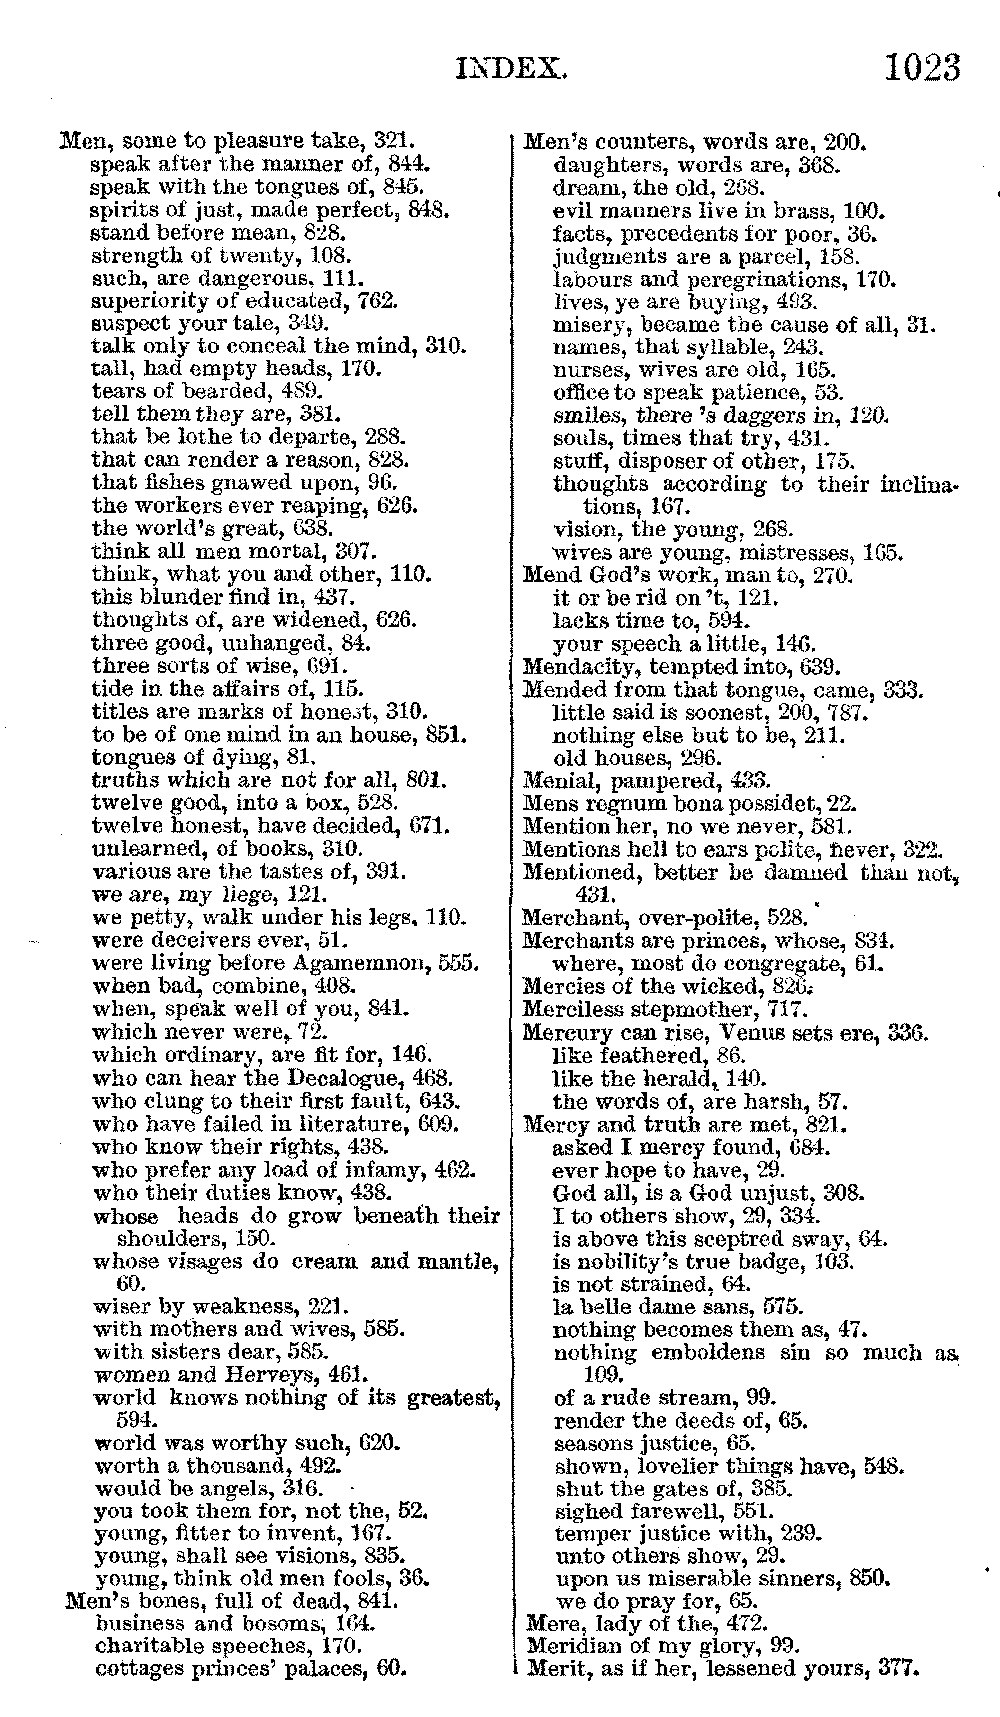 INDEX. 1023
Men, some to pleasure take, 321.
speak after the manner of, 844.
speak with the tongues of, 845.
spirits of just, made perfect, 848.
stand before mean, 828.
strength of twenty, 108.
such, are dangerous, 111.
superiority of educated, 762.
suspect your tale, 349.
talk only to conceal the mind, 310.
tall, had empty heads, 170.
tears of bearded, 489.
tell them they are, 381.
that be lothe to departe, 288.
that can render a reason, 828.
that fishes gnawed upon, 96.
the workers ever reaping, 626.
the world's great, 638.
think all men mortal, 307.
think, what you and other, 110.
this blunder find in, 437.
thoughts of, are widened, 626.
three good, unhanged, 84.
three sorts of wise, 691.
tide in the affairs of, 115.
titles are marks of honest, 310.
to be of one mind in an house, 851.
tongues of dying, 81.
truths which are not for all, 801.
twelve good, into a box, 528.
twelve honest, have decided, 671.
unlearned, of books, 310.
various are the tastes of, 391.
we are, my liege, 121.
we petty, walk under his legs, 110.
were deceivers ever, 51.
were living before Agamemnon, 555.
when bad, combine, 408.
when, speak well of you, 841.
which never were, 72.
which ordinary, are fit for, 146.
who can hear the Decalogue, 468.
who clung to their first fault, 643.
who have failed in literature, 609.
who know their rights, 438.
who prefer any load of infamy, 462.
who their duties know, 438.
whose heads do grow beneath their
shoulders, 150.
whose visages do cream and mantle,
60.
wiser by weakness, 221.
with mothers and wives, 585.
with sisters dear, 585.
women and Herveys, 461.
world knows nothing of its greatest,
594.
world was worthy such, 620.
worth a thousand, 492.
would be angels, 316.
you took them for, not the, 52.
young, fitter to invent, 167.
young, shall see visions, 835.
young, think old men fools, 36.
Men's bones, full of dead, 841.
business and bosoms, 164.
charitable speeches, 170.
cottages princes' palaces, 60.
Men's counters, words are, 200.
daughters, words are, 368.
dream, the old, 268.
evil manners live in brass, 100.
facts, precedents for poor, 36.
judgments are a parcel, 158.
labours and peregrinations, 170.
lives, ye are buying, 493.
misery, became the cause of all, 31.
names, that syllable, 243.
nurses, wives are old, 165.
office to speak patience, 53.
smiles, there 's daggers in, 120.
souls, times that try, 431.
stuff, disposer of other, 175.
thoughts according to their inclina-
tions, 167.
vision, the young, 268.
wives are young, mistresses, 165.
Mend God's work, man to, 270.
it or be rid on 't, 121.
lacks time to, 594.
your speech a little, 146.
Mendacity, tempted into, 639.
Mended from that tongue, came, 333.
little said is soonest, 200, 787.
nothing else but to be, 211.
old houses, 296.
Menial, pampered, 433.
Mens regnum bona possidet, 22.
Mention her, no we never, 581.
Mentions hell to ears polite, never, 322.
Mentioned, better be damned than not,
431.
Merchant, over-polite, 528.
Merchants are princes, whose, 834.
where, most do congregate, 61.
Mercies of the wicked, 826.
Merciless stepmother, 717.
Mercury can rise, Venus sets ere, 336.
like feathered, 86.
like the herald, 140.
the words of, are harsh, 57.
Mercy and truth are met, 821.
asked I mercy found, 684.
ever hope to have, 29.
God all, is a God unjust, 308.
I to others show, 29, 334.
is above this sceptred sway, 64.
is nobility's true badge, 103.
is not strained, 64.
la belle dame sans, 575.
nothing becomes them as, 47.
nothing emboldens sin so much as
109.
of a rude stream, 99.
render the deeds of, 65.
seasons justice, 65.
shown, lovelier things have, 548.
shut the gates of, 385.
sighed farewell, 551.
temper justice with, 239.
unto others show, 29.
upon us miserable sinners, 850.
we do pray for, 65.
Mere, lady of the, 472.
Meridian of my glory, 99.
Merit, as if her, lessened yours, 377.